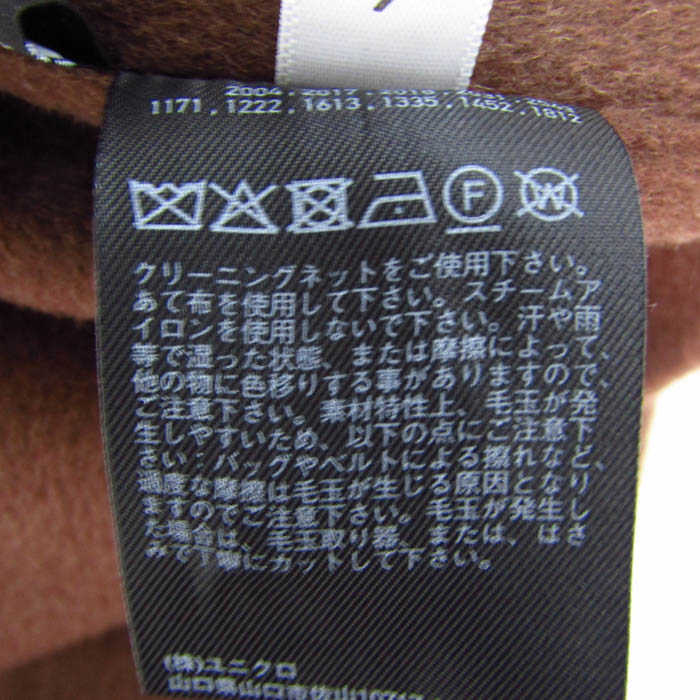 1171,1222,1613,1335,1452,1812
F
W
クリーニングネットをご使用下さい。
あて布を使用して下さい。スチームア
イロンを使用しないで下さい。汗や雨
等で湿った状態、または摩擦によって、
他の物に色移りする事がありますので、
ご注意下さい。素材特性上、毛玉が発
生しやすいため、以下の点にご注意下
さい:バッグやベルトによる擦れなど、
過度な摩擦は毛玉が生じる原因となり
ますのでご注意下さい。毛玉が発生し
た場合は、毛玉取り器、または、はさ
みで丁寧にカットして下さい。
(株)ユニクロ
山口県山口市佐山10717